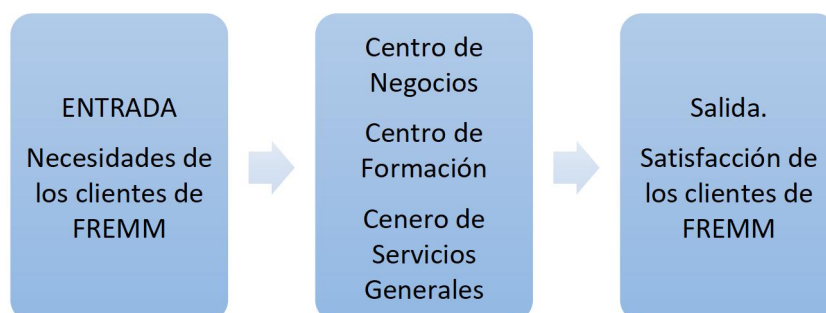 ENTRADA
Necesidades de
los clientes de
FREMM
Centro de
Negocios
Centro de
Formación
Cenero de
Servicios
Generales
Salida.
Satisfacción de
los clientes de
FREMM